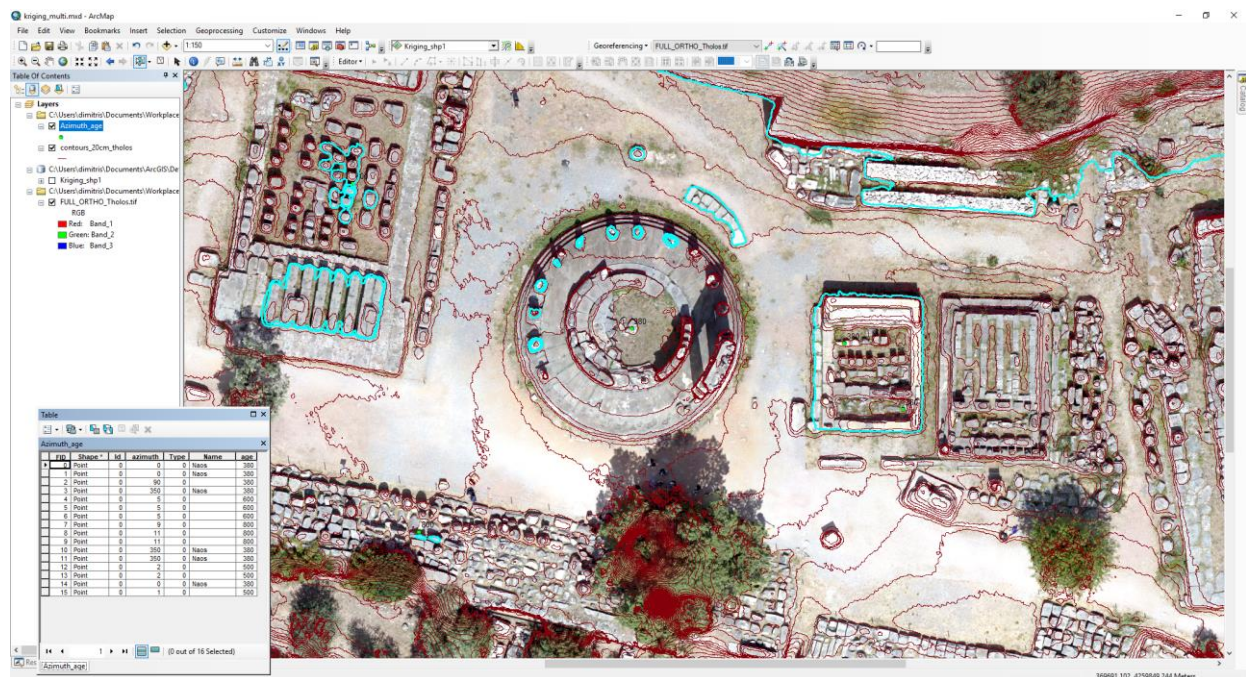 kriging_multi.mxd - ArcMap
File Edit View Bookmarks Insert Selection Geoprocessing Customize Windows Help
1:150 Kriging_shp1 Georeferencing FULL_ORTHO_Tholos.tif
Editor
Table Of Contents
Layers
C:\Users\dimitris\Documents\Workplace
Azimuth_age
contours_20cm_tholos
C:\Users\dimitris\Documents\ArcGIS\De
Kriging_shp1
C:\Users\dimitris\Documents\Workplace
FULL_ORTHO_Tholos.tif
RGB
Red: Band_1
Green: Band_2
Blue: Band_3
Catalog
Table
Azimuth_age
FID Shape * Id azimuth Type Name age
0 Point 0 0 0 Naos 380
1 Point 0 0 0 Naos 380
2 Point 0 90 0 380
3 Point 0 350 0 Naos 380
4 Point 0 5 0 600
5 Point 0 5 0 600
6 Point 0 5 0 600
7 Point 0 9 0 800
8 Point 0 11 0 800
9 Point 0 11 0 800
10 Point 0 350 0 Naos 380
11 Point 0 350 0 Naos 380
12 Point 0 2 0 500
13 Point 0 2 0 500
14 Point 0 0 0 Naos 380
15 Point 0 1 0 500
1 (0 out of 16 Selected)
Azimuth_age